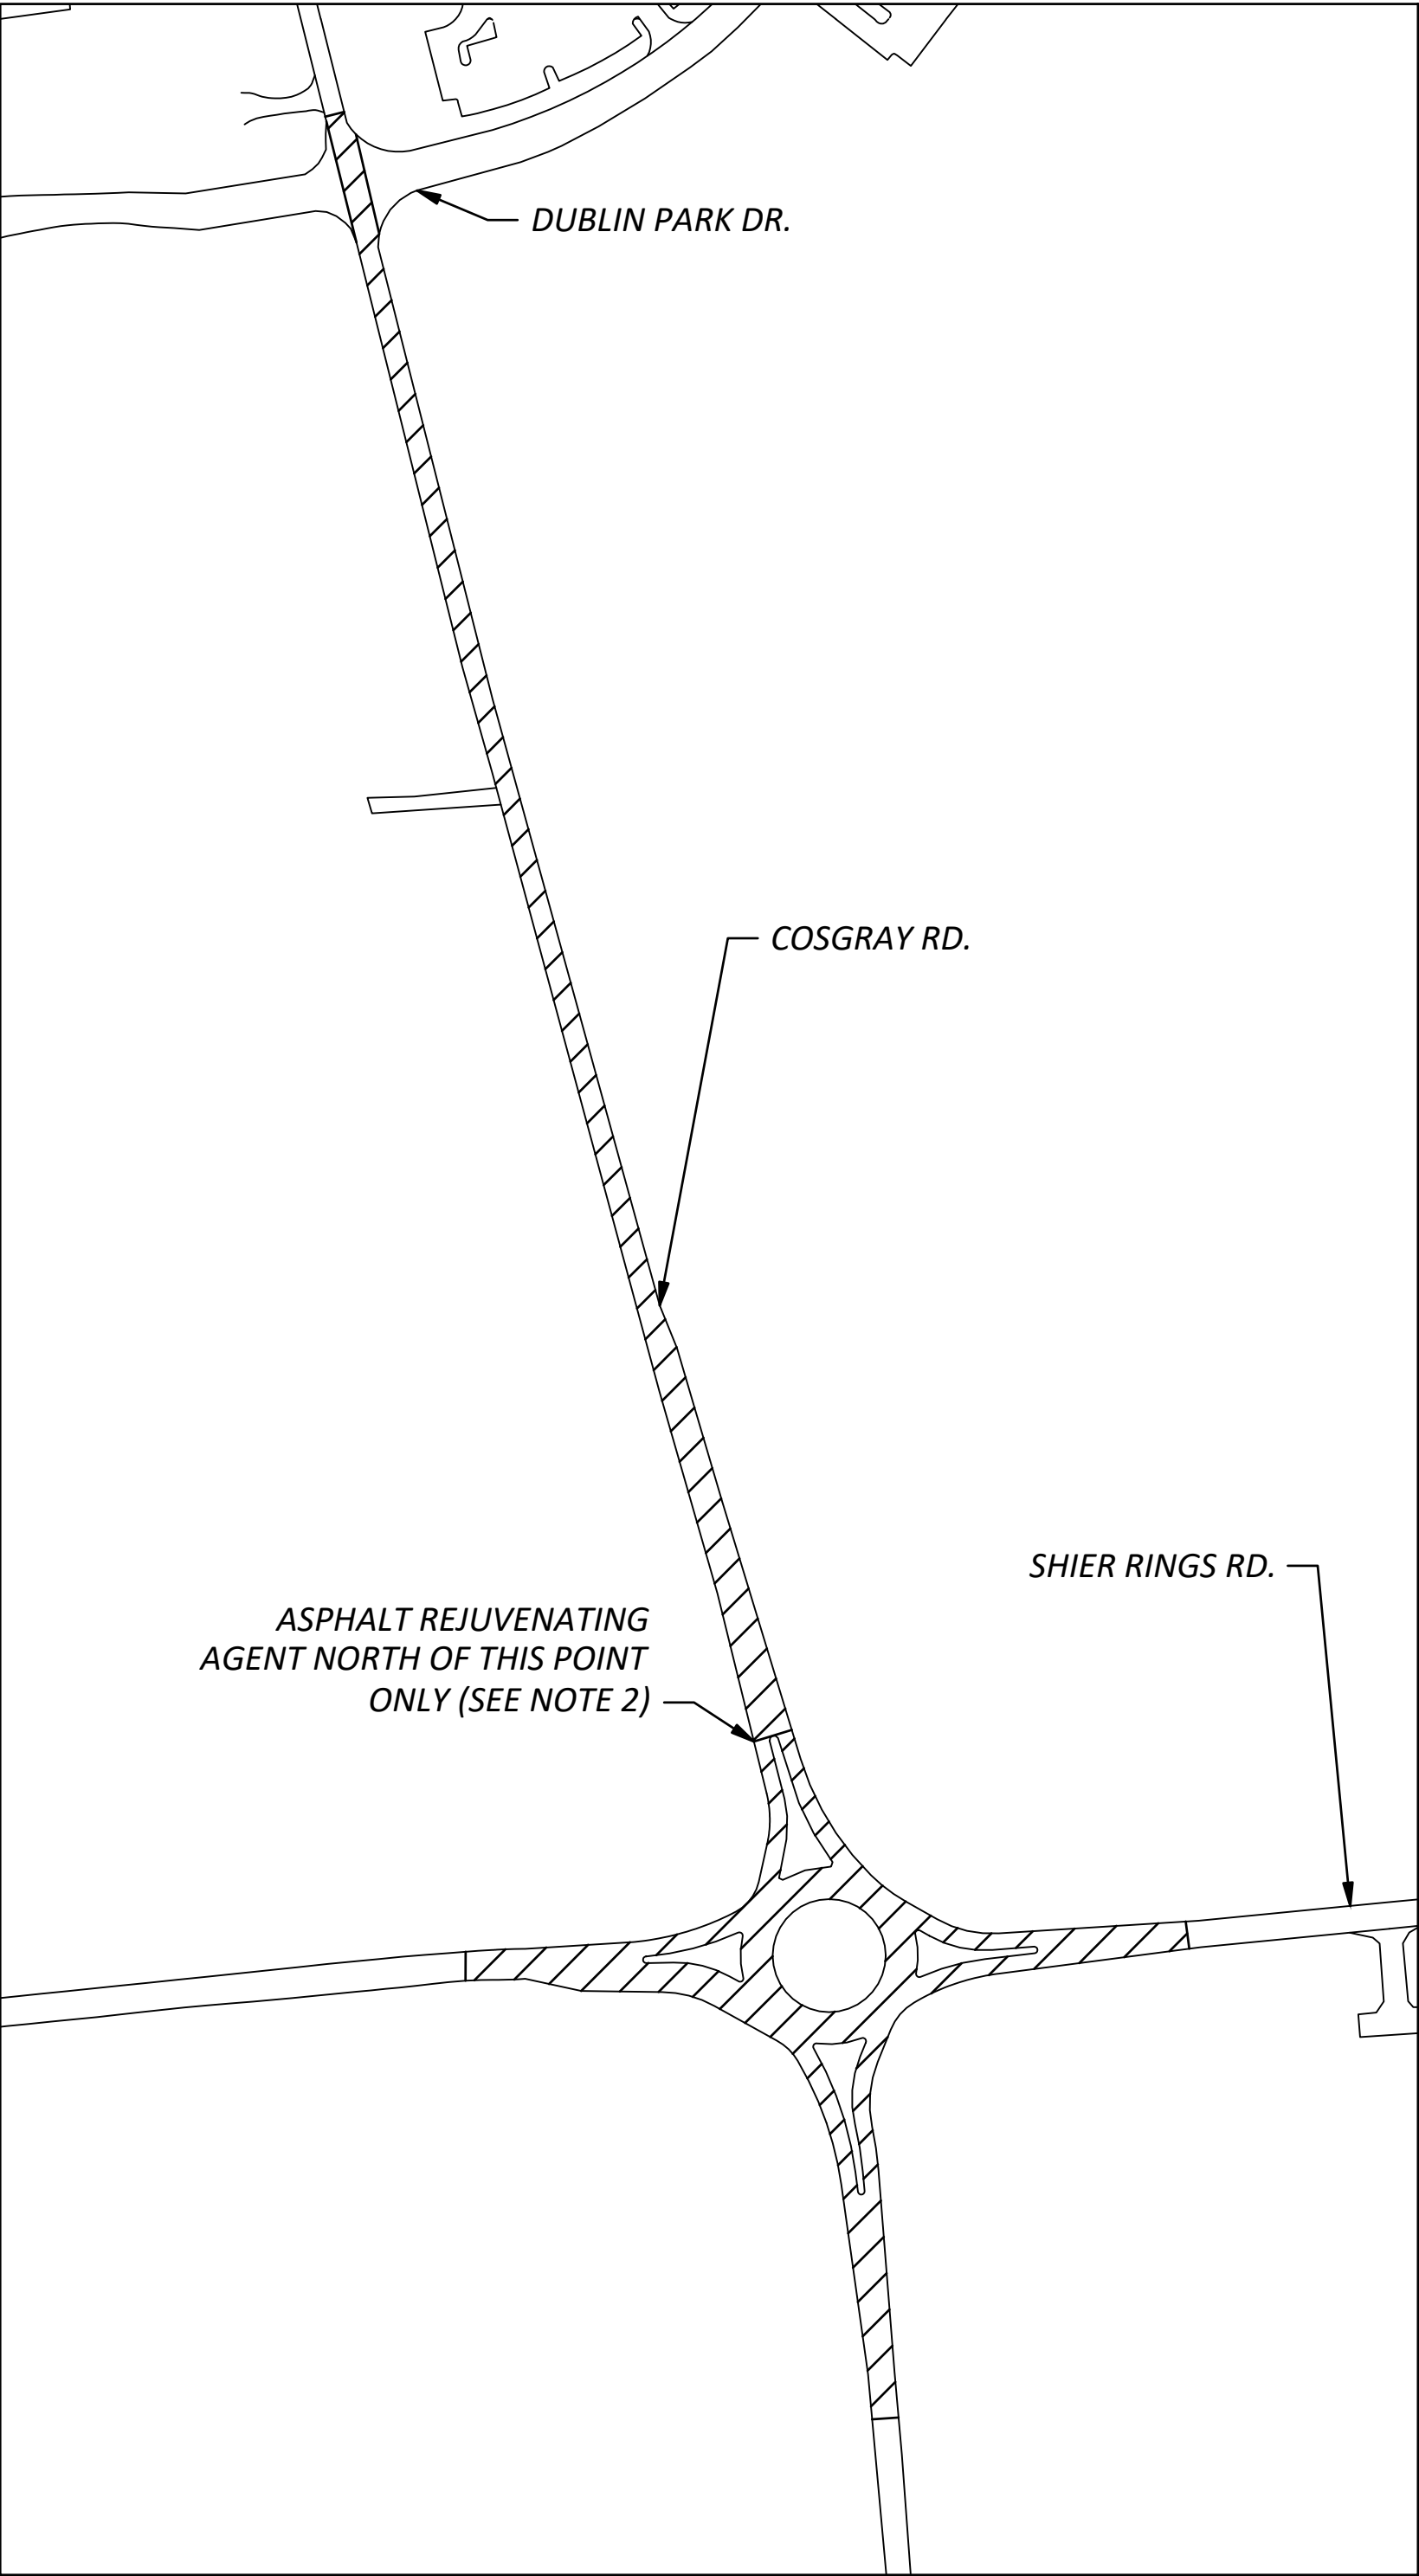 DUBLIN PARK DR.
COSGRAY RD.
SHIER RINGS RD.
ASPHALT REJUVENATING
AGENT NORTH OF THIS POINT
ONLY (SEE NOTE 2)